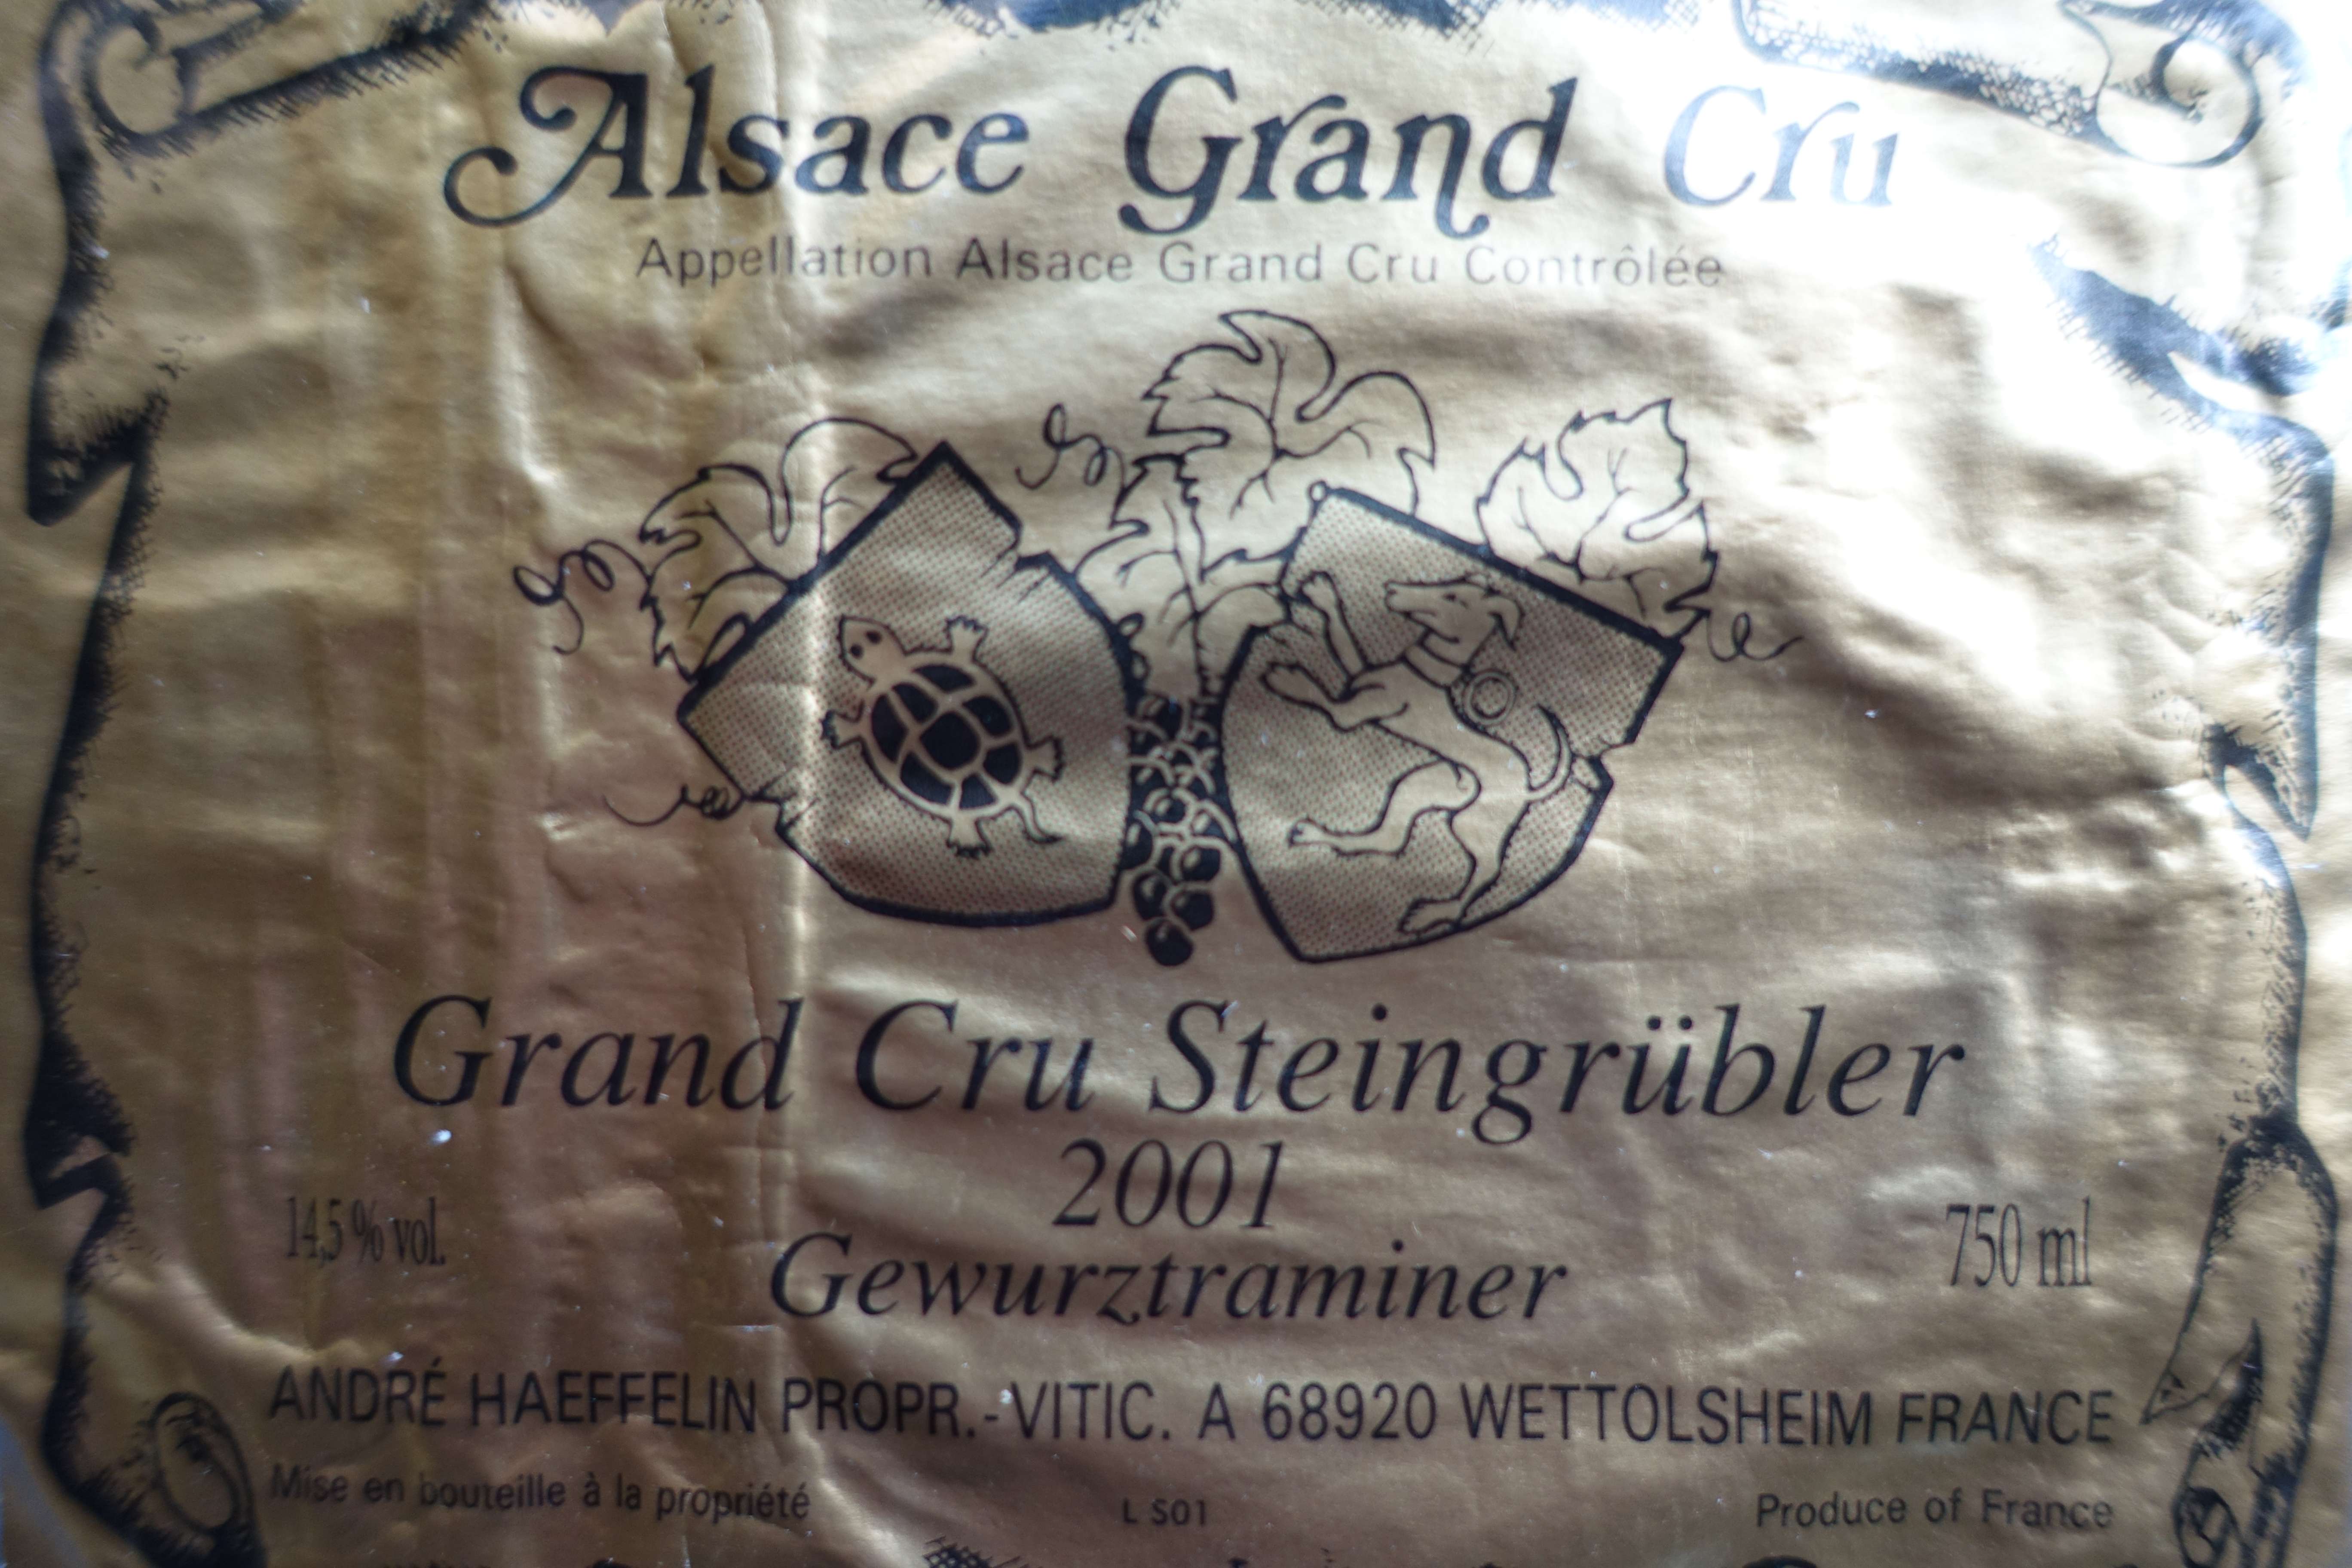 Alsace Grand Cru
Appellation Alsace Grand Cru Contrôlée
Grand Cru Steingrübler
2001
14,5 % vol.
750 ml
Gewurztraminer
ANDRÉ HAEFFELIN PROPR.-VITIC. A 68920 WETTOLSHEIM FRANCE
Mise en bouteille à la propriété
L S01
Produce of France